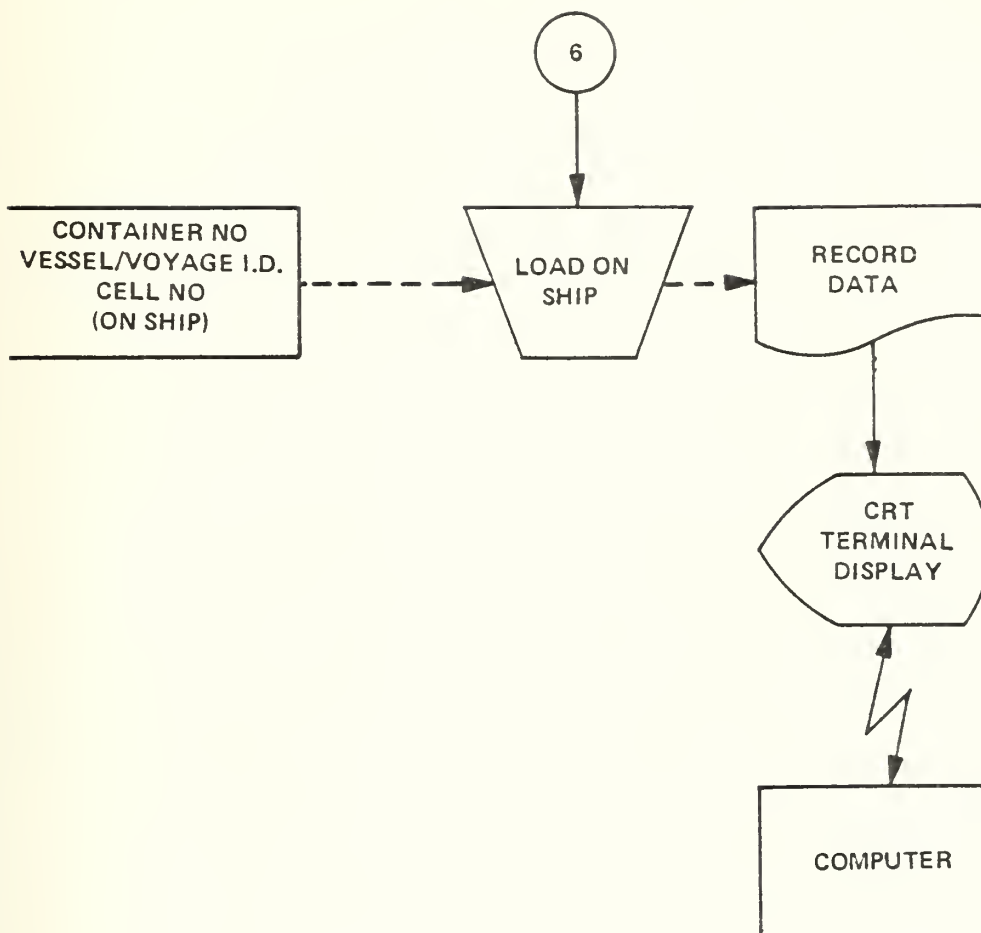 6
CONTAINER NO
VESSEL/VOYAGE I.D.
CELL NO
(ON SHIP)
LOAD ON
SHIP
RECORD
DATA
CRT
TERMINAL
DISPLAY
COMPUTER